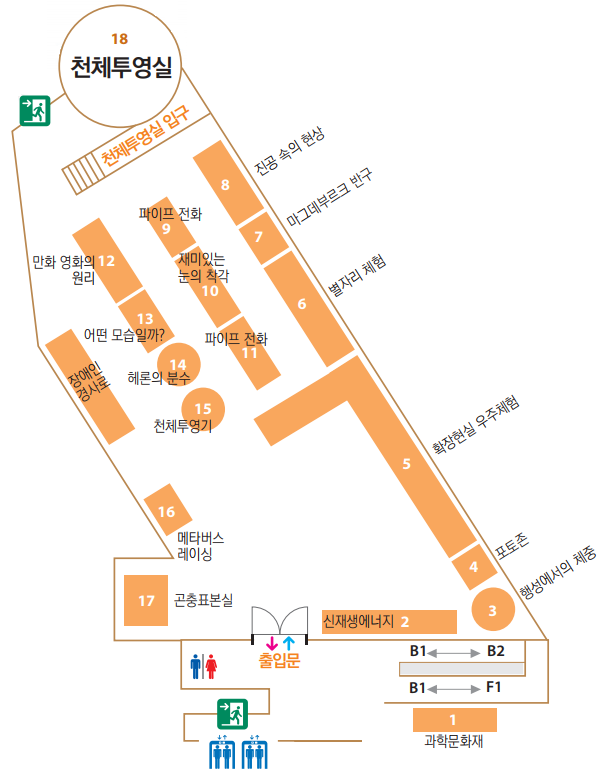 18
천체투영실
천체투영실 입구
진공 속의 현상
8
마그데부르크 반구
7
파이프 전화
9
만화 영화의
원리
12
재미있는
눈의 착각
10
별자리 체험
6
13
어떤 모습일까?
파이프 전화
11
장애인
경사로
14
헤론의 분수
15
천체투영기
확장현실 우주체험
5
16
메타버스
레이싱
포토존
4
행성에서의 체중
3
17
곤충표본실
신재생에너지 2
출입문
B1 B2
B1 F1
1
과학문화재